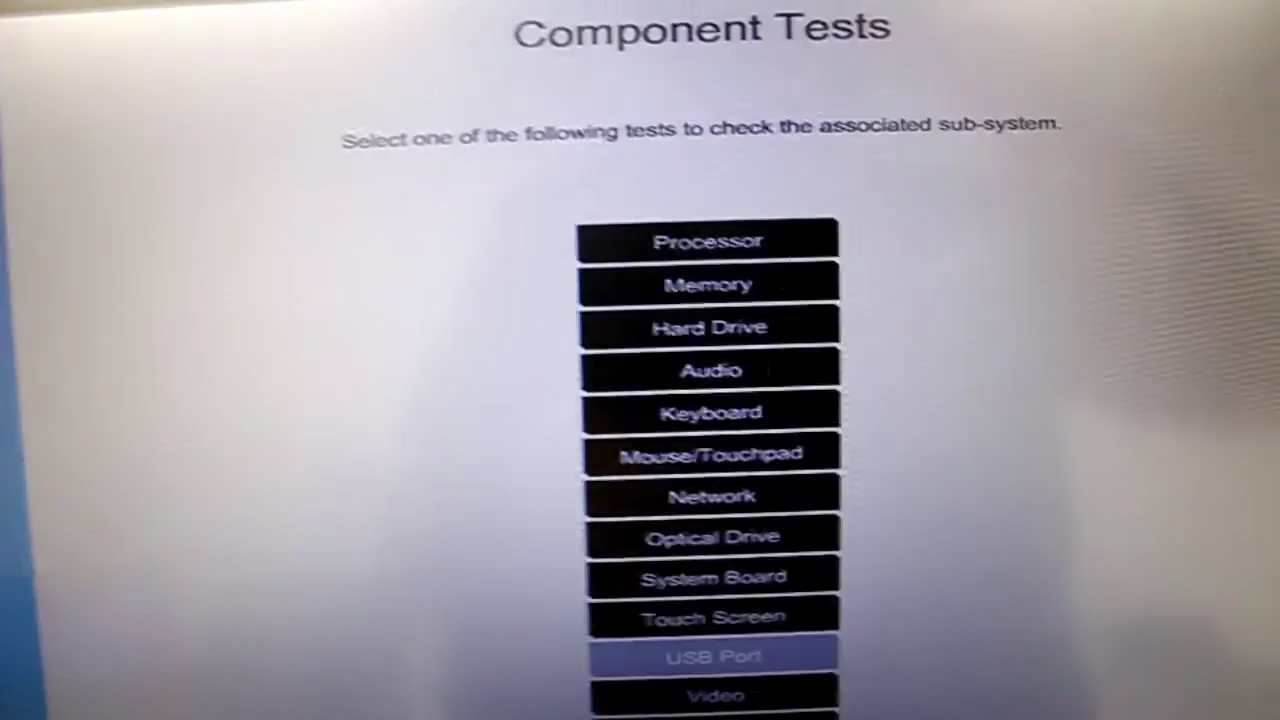 Component Tests
Select one of the following tests to check the associated sub-system.
Processor
Memory
Hard Drive
Audio
Keyboard
Mouse/Touchpad
Network
Optical Drive
System Board
Touch Screen
USB Port
Video